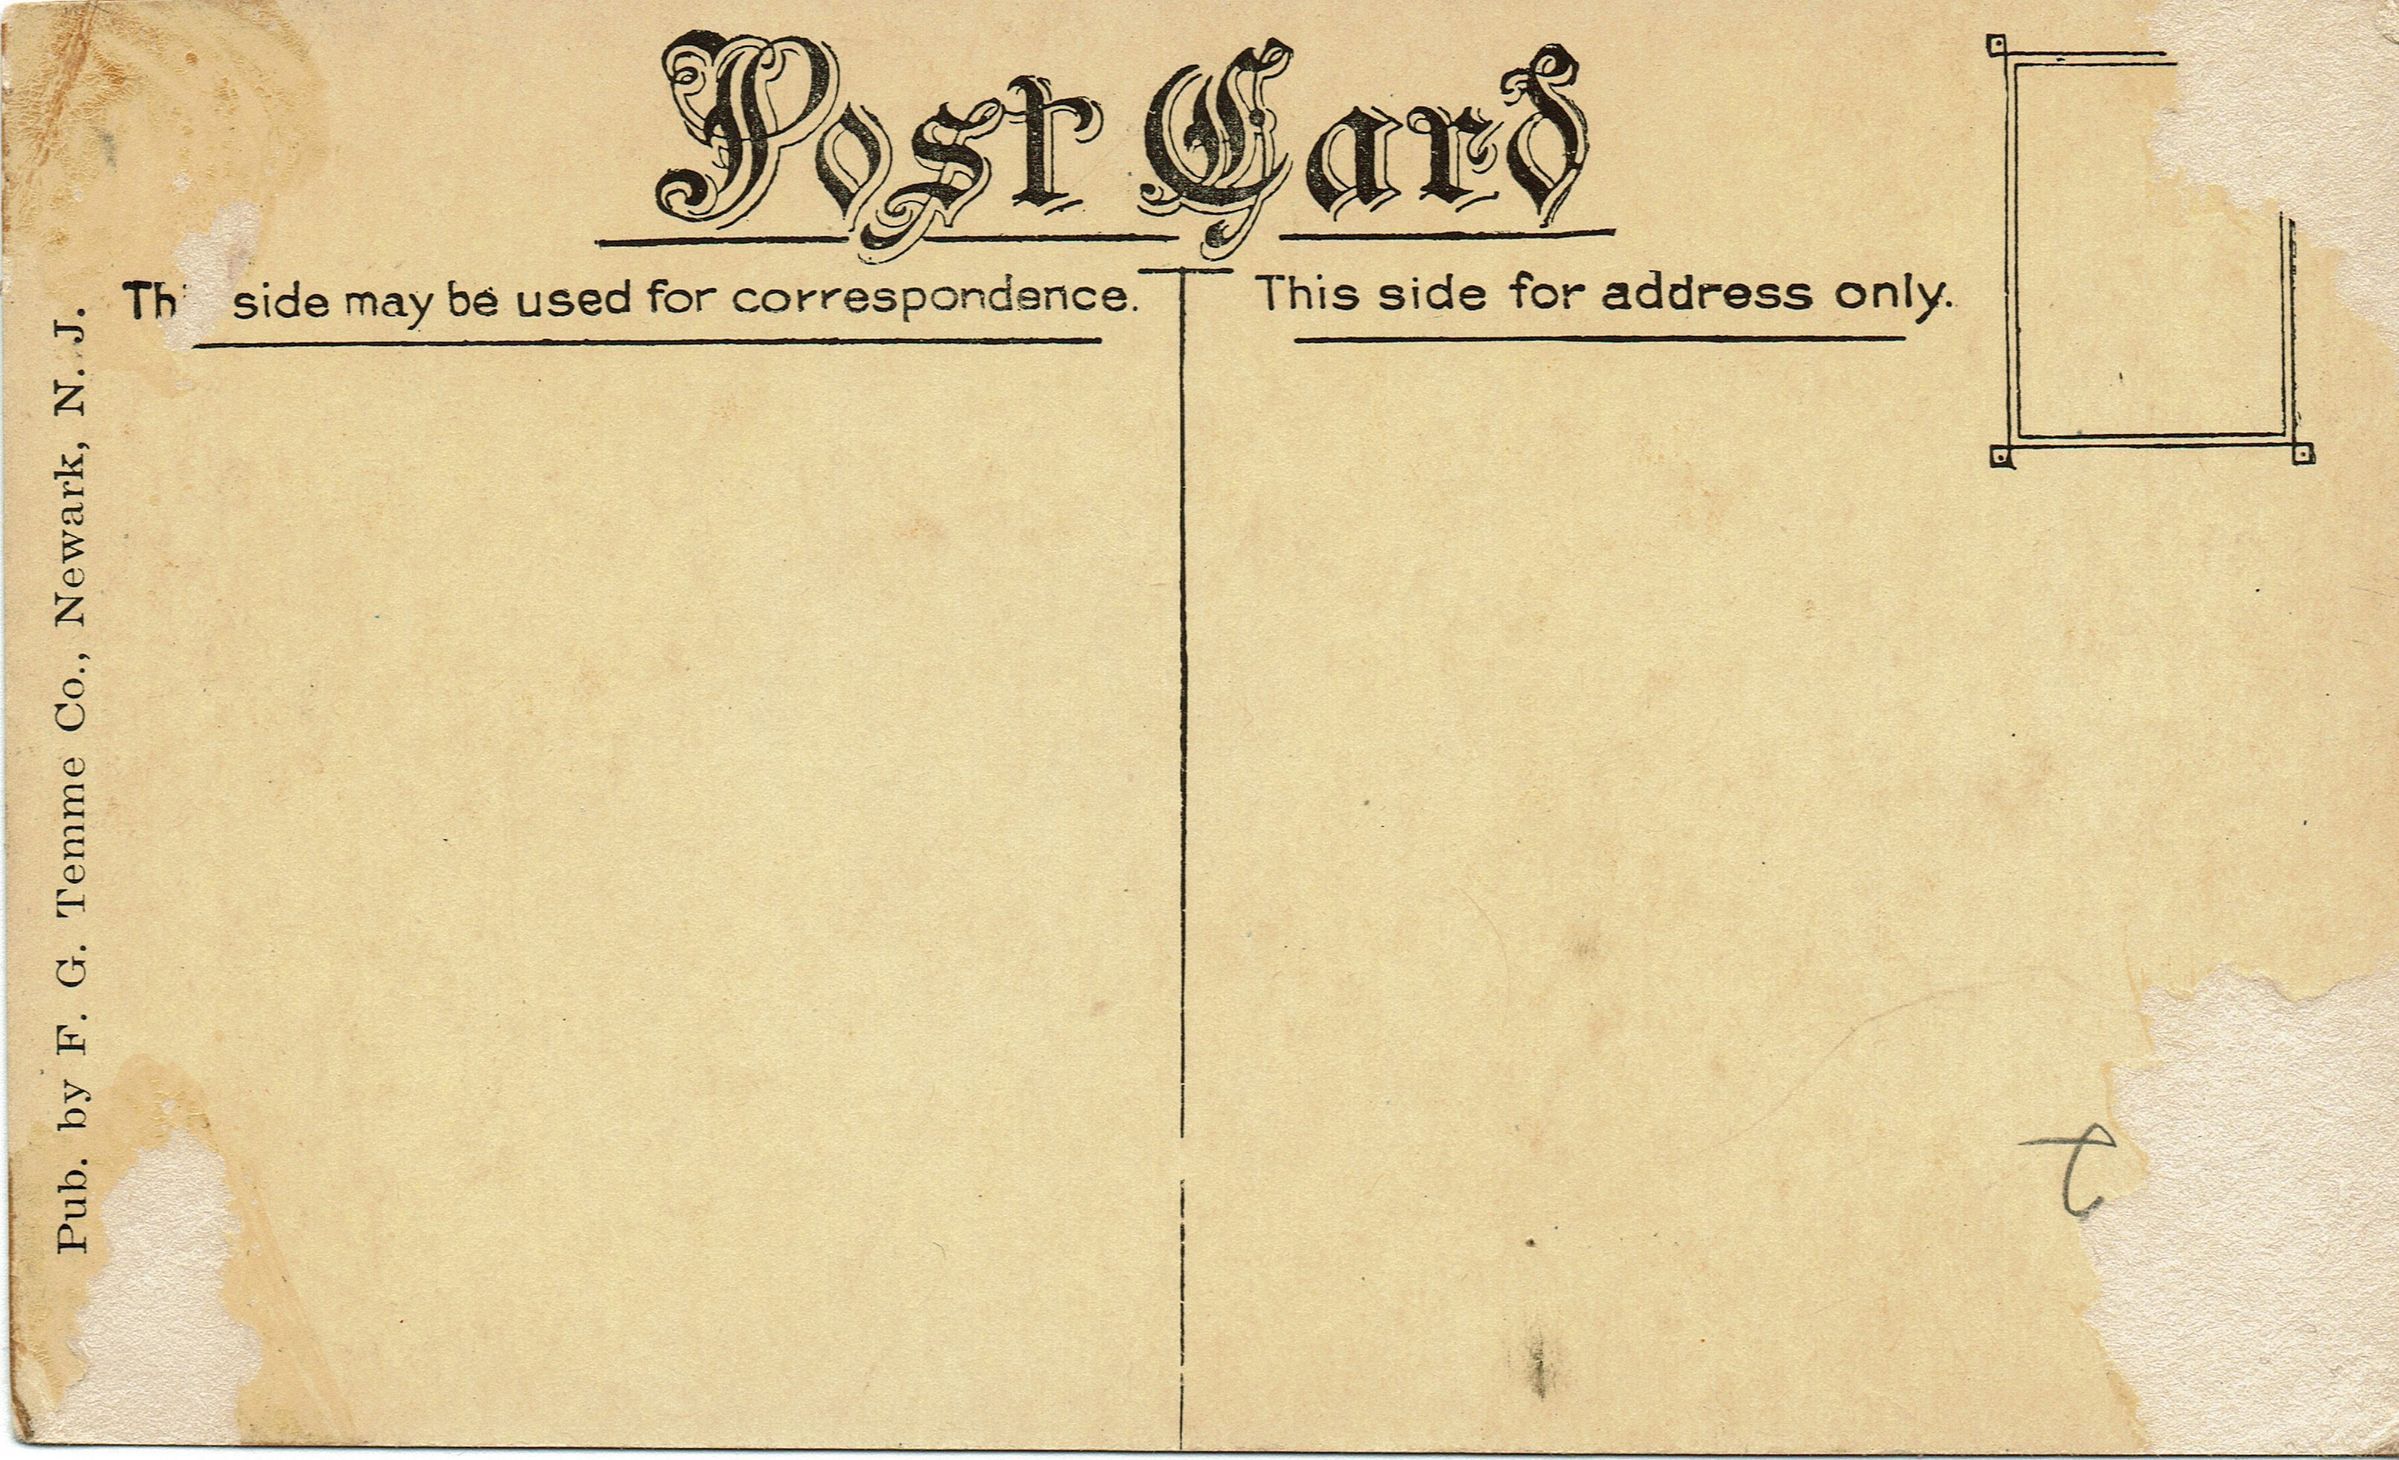 Post Card
Th side may be used for correspondence.
This side for address only.
Pub. by F. G. Temme Co., Newark, N. J.
t